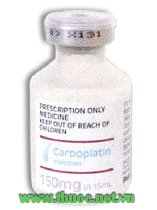 PRESCRIPTION ONLY
MEDICINE
KEEP OUT OF REACH OF
CHILDREN
Carboplatin
Injection
150mg in 15mL
www.thuoc.net.vn